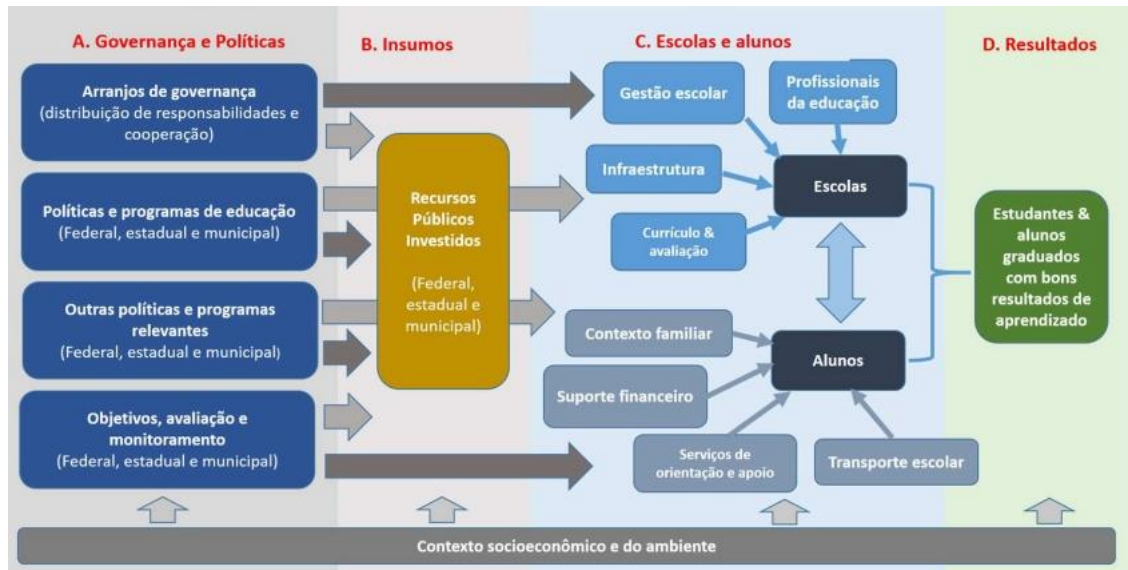 A. Governança e Políticas
B. Insumos
C. Escolas e alunos
D. Resultados
Arranjos de governança
(distribuição de responsabilidades e
cooperação)
Políticas e programas de educação
(Federal, estadual e municipal)
Outras políticas e programas
relevantes
(Federal, estadual e municipal)
Objetivos, avaliação e
monitoramento
(Federal, estadual e municipal)
Recursos
Públicos
Investidos
(Federal,
estadual e
municipal)
Gestão escolar
Profissionais
da educação
Infraestrutura
Escolas
Currículo &
avaliação
Contexto familiar
Alunos
Suporte financeiro
Serviços de
orientação e apoio
Transporte escolar
Estudantes &
alunos
graduados
com bons
resultados de
aprendizado
Contexto socioeconômico e do ambiente